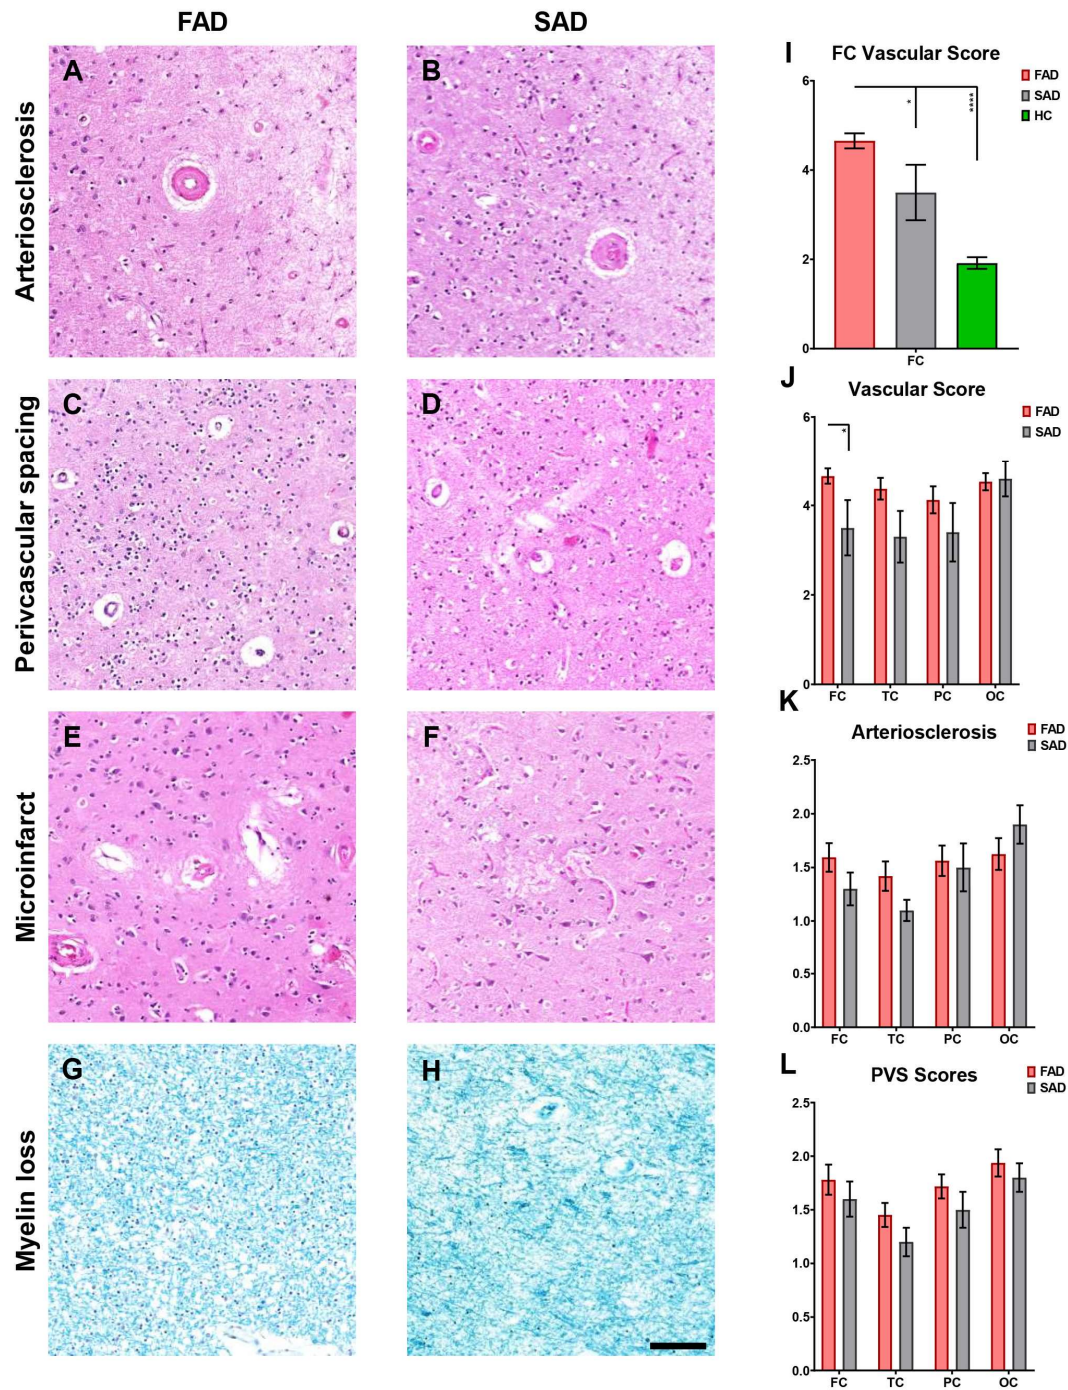 FAD SAD
Arteriosclerosis
A
B
Perivcascular spacing
C
D
Microinfarct
E
F
Myelin loss
G
H
I
FC Vascular Score
FAD
SAD
HC
6
4
2
0
*
****
FC
J
Vascular Score
FAD
SAD
6
4
2
0
*
FC TC PC OC
K
Arteriosclerosis
FAD
SAD
2.5
2.0
1.5
1.0
0.5
0.0
FC TC PC OC
L
PVS Scores
FAD
SAD
2.5
2.0
1.5
1.0
0.5
0.0
FC TC PC OC